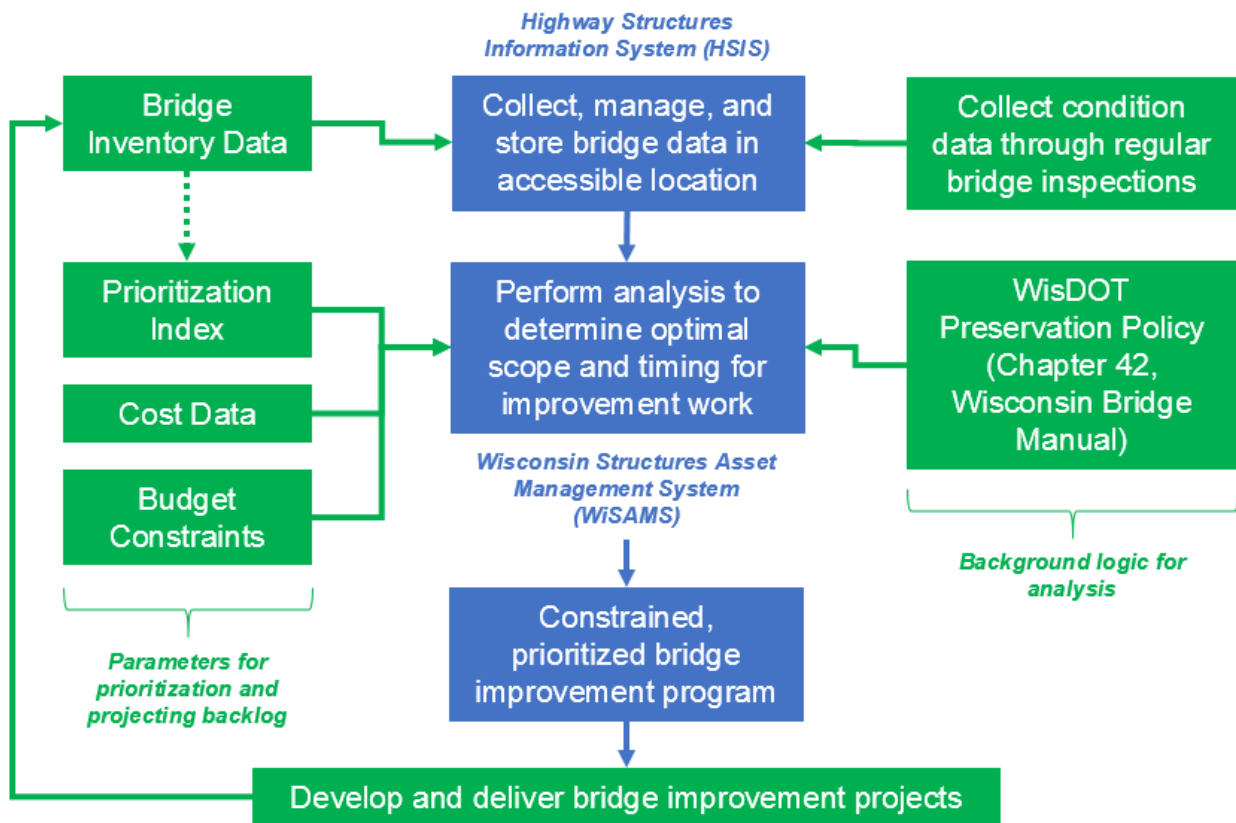 Highway Structures
Information System (HSIS)
Bridge
Inventory Data
Collect, manage, and
store bridge data in
accessible location
Collect condition
data through regular
bridge inspections
Prioritization
Index
Cost Data
Budget
Constraints
Perform analysis to
determine optimal
scope and timing for
improvement work
WisDOT
Preservation Policy
(Chapter 42,
Wisconsin Bridge
Manual)
Wisconsin Structures Asset
Management System
(WiSAMS)
Background logic for
analysis
Parameters for
prioritization and
projecting backlog
Constrained,
prioritized bridge
improvement program
Develop and deliver bridge improvement projects